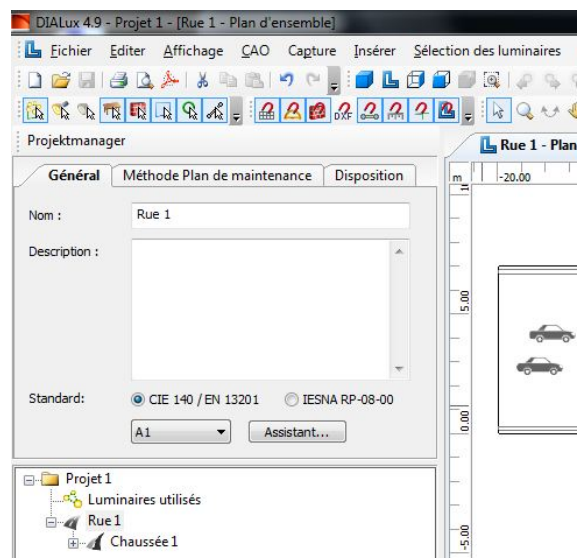 DIALux 4.9 - Projet 1 - [Rue 1 - Plan d'ensemble]
Fichier Editer Affichage CAO Capture Insérer Sélection des luminaires
DXF
Projektmanager
Rue 1 - Plan
Général Méthode Plan de maintenance Disposition
m -20.00
Nom : Rue 1
Description :
5.00
Standard: CIE 140 / EN 13201 IESNA RP-08-00
A1 Assistant...
0.00
Projet 1
Luminaires utilisés
Rue 1
Chaussée 1
-5.00